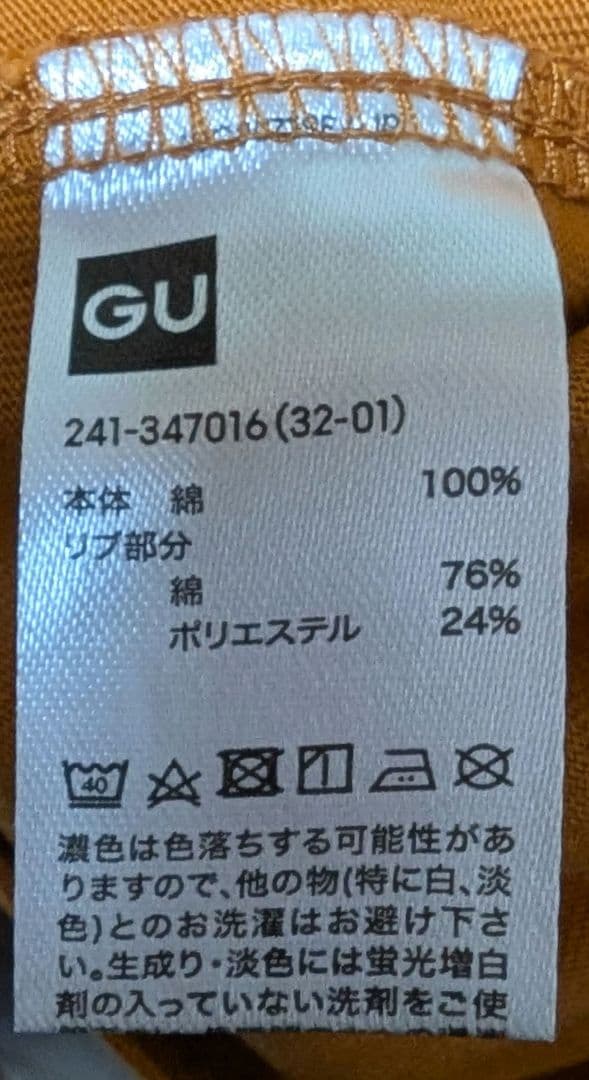 GU
241-347016(32-01)
本体 綿 100%
リブ部分
綿 76%
ポリエステル 24%
40
濃色は色落ちする可能性があ
りますので、他の物(特に白、淡
色)とのお洗濯はお避け下さ
い。生成り・淡色には蛍光増白
剤の入っていない洗剤をご使